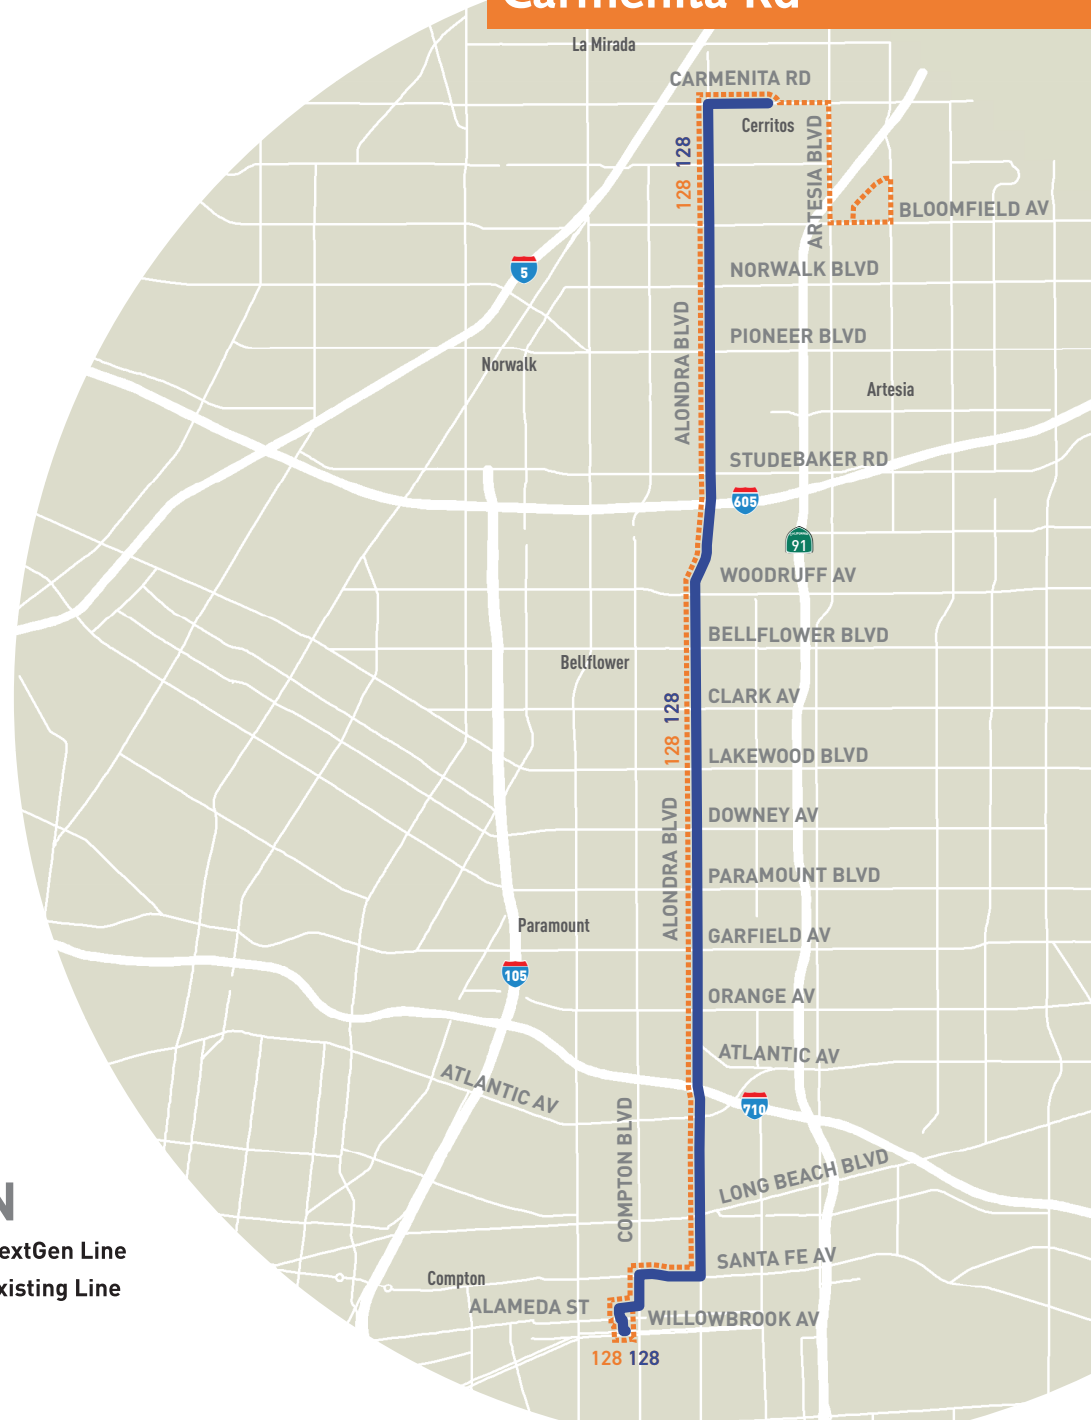 Carmenita Rd
La Mirada
CARMENITA RD
Cerritos
128
128
ARTESIA BLVD
BLOOMFIELD AV
5
NORWALK BLVD
ALONDRA BLVD
PIONEER BLVD
Norwalk
Artesia
STUDEBAKER RD
605
91
WOODRUFF AV
BELLFLOWER BLVD
Bellflower
CLARK AV
128
128
LAKEWOOD BLVD
ALONDRA BLVD
DOWNEY AV
PARAMOUNT BLVD
Paramount
GARFIELD AV
105
ORANGE AV
ATLANTIC AV
ATLANTIC AV
710
COMPTON BLVD
LONG BEACH BLVD
N
extGen Line
SANTA FE AV
xisting Line
Compton
ALAMEDA ST
WILLOWBROOK AV
128 128